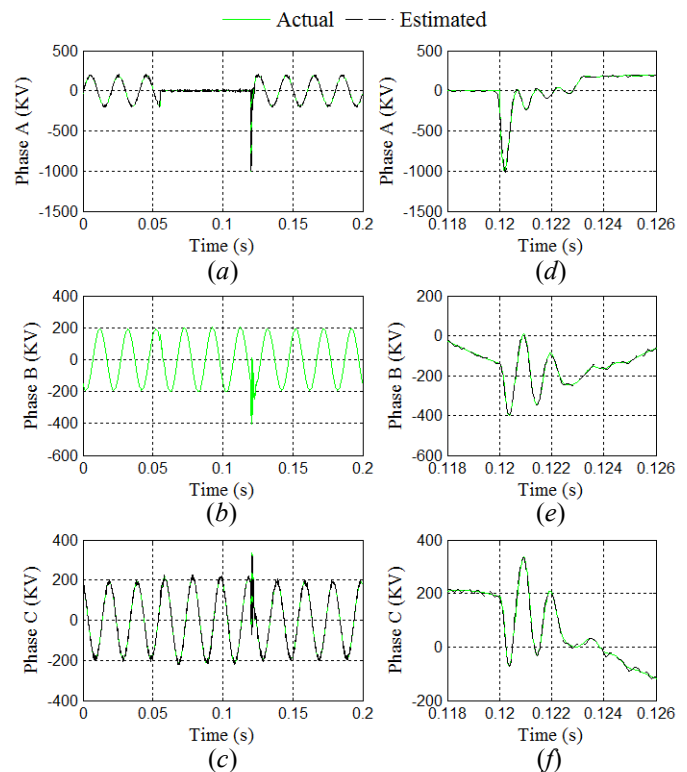 Actual Estimated
500
0
-500
-1000
-1500
Phase A (KV)
0 0.05 0.1 0.15 0.2
Time (s)
(a)
500
0
-500
-1000
-1500
Phase A (KV)
0.118 0.12 0.122 0.124 0.126
Time (s)
(d)
400
200
0
-200
-400
-600
Phase B (KV)
0 0.05 0.1 0.15 0.2
Time (s)
(b)
200
0
-200
-400
-600
Phase B (KV)
0.118 0.12 0.122 0.124 0.126
Time (s)
(e)
400
200
0
-200
-400
Phase C (KV)
0 0.05 0.1 0.15 0.2
Time (s)
(c)
400
200
0
-200
Phase C (KV)
0.118 0.12 0.122 0.124 0.126
Time (s)
(f)